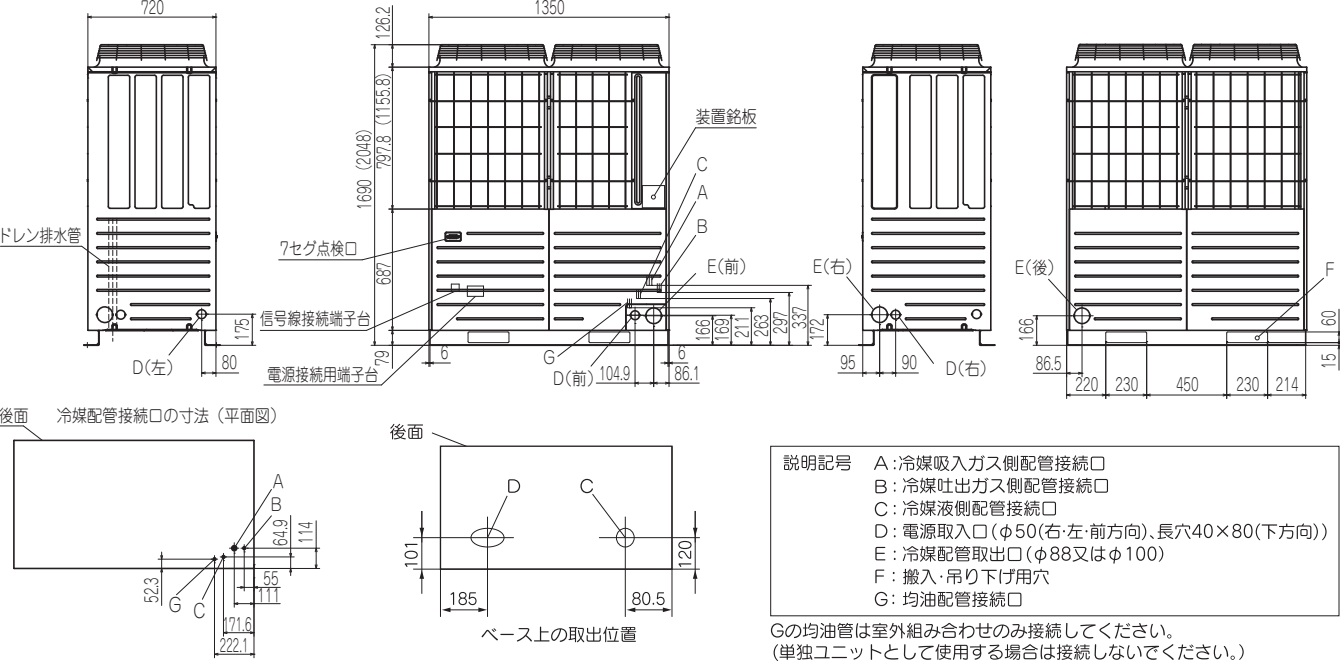 720
1350
126.2
1690 (2048)
797.8 (1155.8)
687
79
装置銘板
C
A
B
E(前)
ドレン排水管
7セグ点検口
信号線接続端子台
電源接続用端子台
175
D(左)
80
6
G
D(前)
104.9
6
86.1
166
169
211
263
297
337
E(右)
172
95
90
D(右)
E(後)
F
166
86.5
220
230
450
230
214
60
15
後面
冷媒配管接続口の寸法（平面図）
A
B
64.9
114
52.3
G
C
55
111
171.6
222.1
後面
D
C
101
120
185
80.5
ベース上の取出位置
説明記号
A:冷媒吸入ガス側配管接続口
B:冷媒吐出ガス側配管接続口
C:冷媒液側配管接続口
D:電源取入口(φ50(右･左･前方向)、長穴40×80(下方向))
E:冷媒配管取出口(φ88又はφ100)
F:搬入･吊り下げ用穴
G:均油配管接続口
Gの均油管は室外組み合わせのみ接続してください。
(単独ユニットとして使用する場合は接続しないでください。)